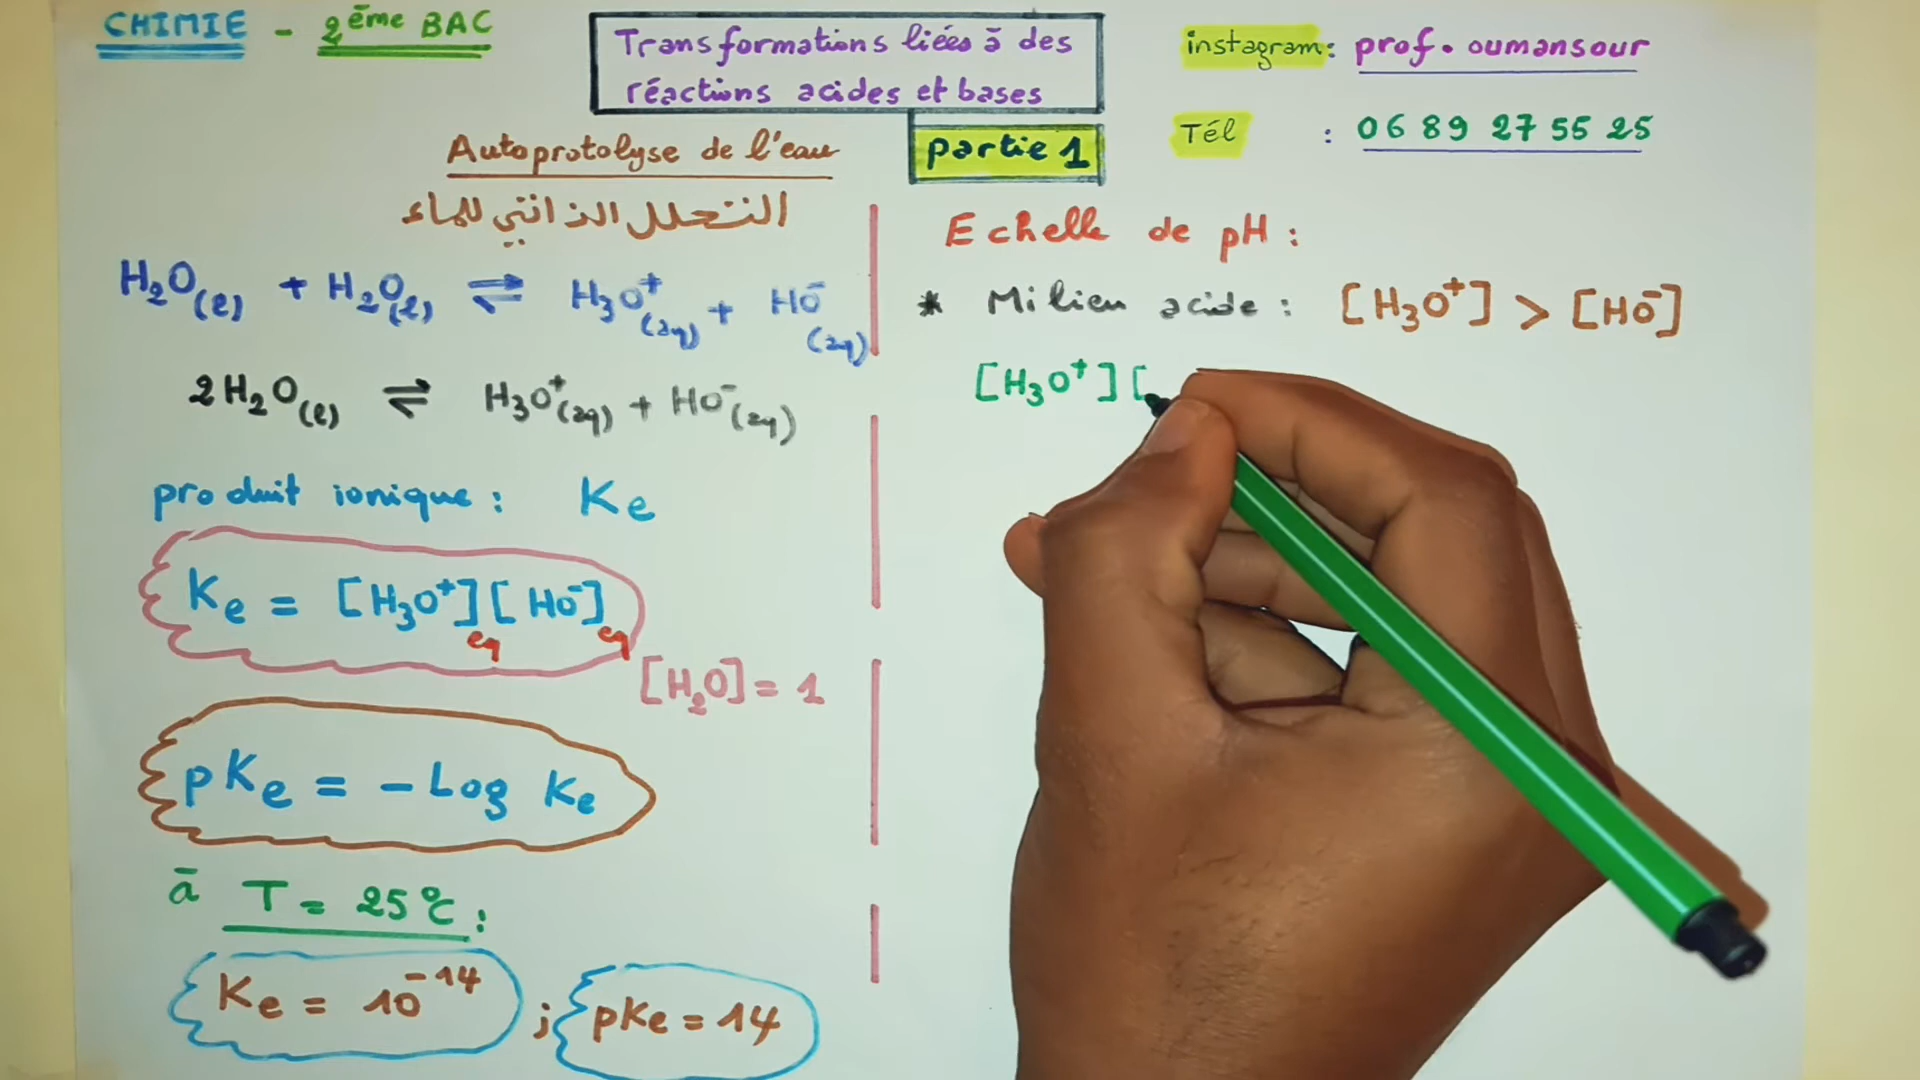 CHIMIE - 2ème BAC
Transformations liées à des
réactions acides et bases
partie 1
instagram : prof. oumansour
Tél : 06 89 27 55 25
Autoprotolyse de l'eau
التحلل الذاتي للماء
H₂O(l) + H₂O(l) ⇌ H₃O⁺(aq) + HO⁻(aq)
2H₂O(l) ⇌ H₃O⁺(aq) + HO⁻(aq)
produit ionique : Ke
Ke = [H₃O⁺]eq [HO⁻]eq
[H₂O] = 1
pKe = -Log Ke
à T = 25°C :
Ke = 10⁻¹⁴ ; pKe = 14
Echelle de pH :
* Milieu acide : [H₃O⁺] > [HO⁻]
[H₃O⁺] [